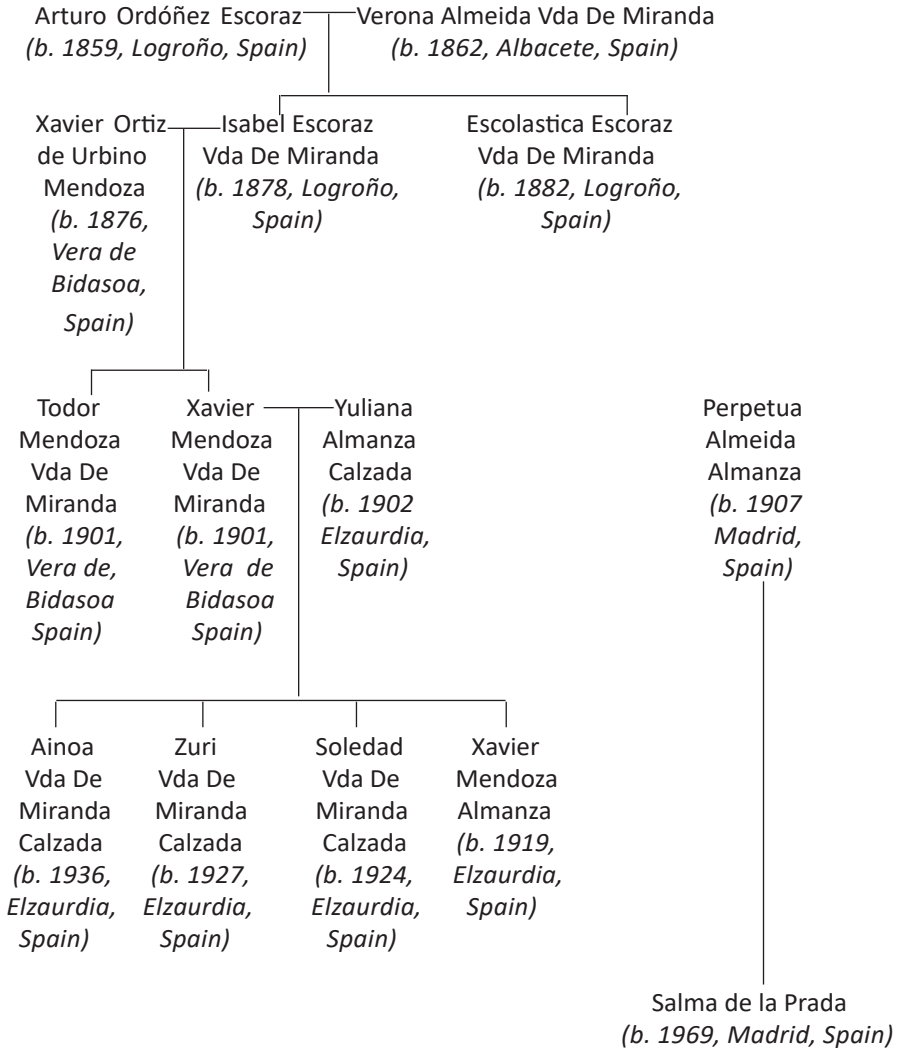 Arturo Ordóñez Escoraz
(b. 1859, Logroño, Spain)
Verona Almeida Vda De Miranda
(b. 1862, Albacete, Spain)
Xavier Ortiz
de Urbino
Mendoza
(b. 1876,
Vera de
Bidasoa,
Spain)
Isabel Escoraz
Vda De Miranda
(b. 1878, Logroño,
Spain)
Escolastica Escoraz
Vda De Miranda
(b. 1882, Logroño,
Spain)
Todor
Mendoza
Vda De
Miranda
(b. 1901,
Vera de,
Bidasoa
Spain)
Xavier
Mendoza
Vda De
Miranda
(b. 1901,
Vera de
Bidasoa
Spain)
Yuliana
Almanza
Calzada
(b. 1902
Elzaurdia,
Spain)
Perpetua
Almeida
Almanza
(b. 1907
Madrid,
Spain)
Ainoa
Vda De
Miranda
Calzada
(b. 1936,
Elzaurdia,
Spain)
Zuri
Vda De
Miranda
Calzada
(b. 1927,
Elzaurdia,
Spain)
Soledad
Vda De
Miranda
Calzada
(b. 1924,
Elzaurdia,
Spain)
Xavier
Mendoza
Almanza
(b. 1919,
Elzaurdia,
Spain)
Salma de la Prada
(b. 1969, Madrid, Spain)